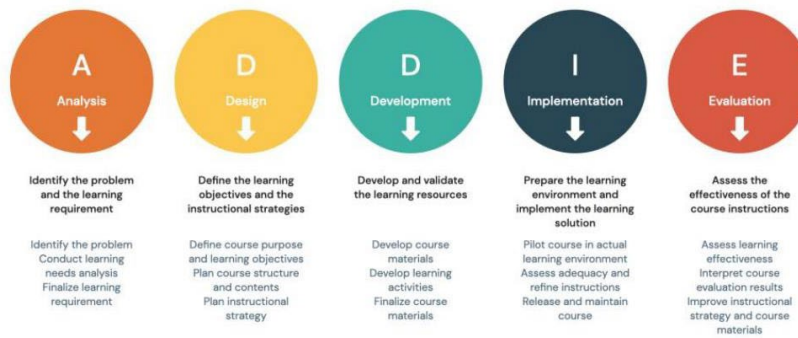 A
Analysis
Identify the problem
and the learning
requirement
Identify the problem
Conduct learning
needs analysis
Finalize learning
requirement
D
Design
Define the learning
objectives and the
instructional strategies
Define course purpose
and learning objectives
Plan course structure
and contents
Plan instructional
strategy
D
Development
Develop and validate
the learning resources
Develop course
materials
Develop learning
activities
Finalize course
materials
I
Implementation
Prepare the learning
environment and
implement the learning
solution
Pilot course in actual
learning environment
Assess adequacy and
refine instructions
Release and maintain
course
E
Evaluation
Assess the
effectiveness of the
course instructions
Assess learning
effectiveness
Interpret course
evaluation results
Improve instructional
strategy and course
materials